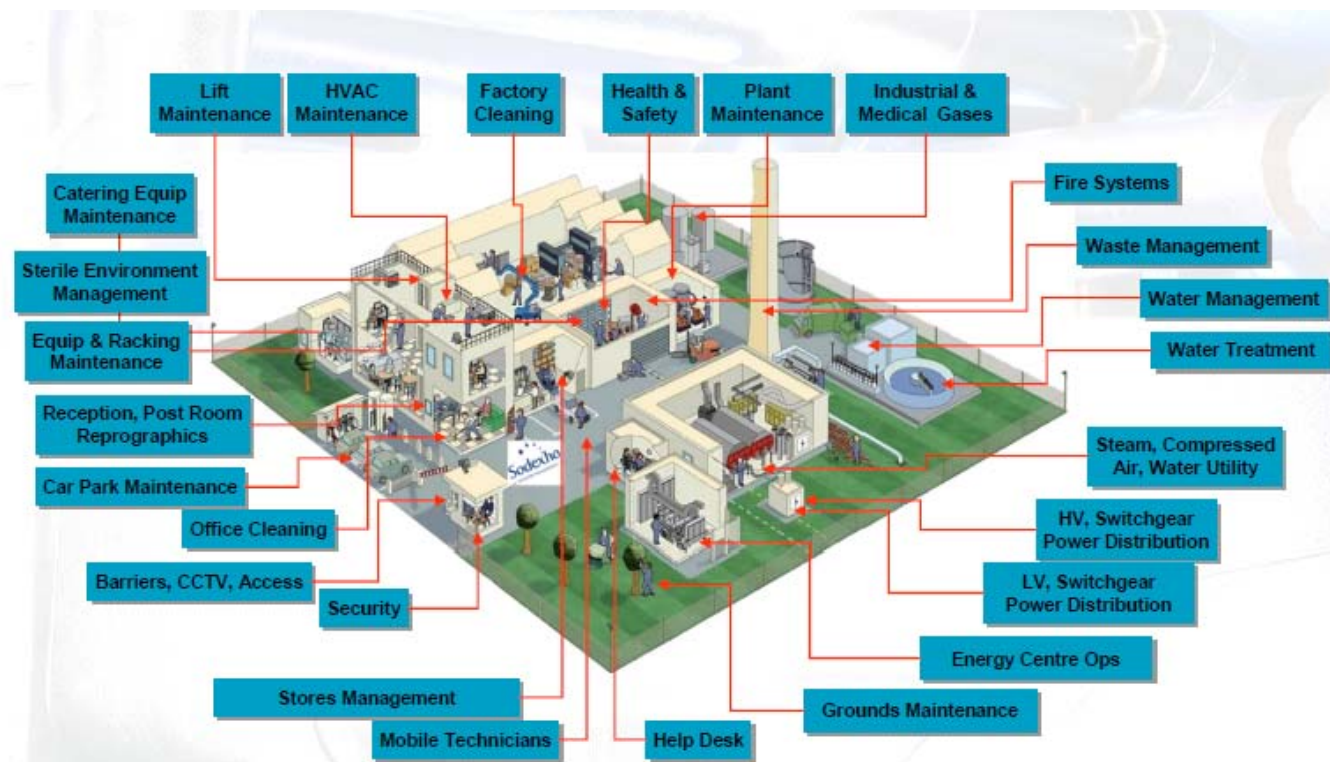 Lift
Maintenance
HVAC
Maintenance
Factory
Cleaning
Health &
Safety
Plant
Maintenance
Industrial &
Medical Gases
Catering Equip
Maintenance
Fire Systems
Sterile Environment
Management
Waste Management
Water Management
Equip & Racking
Maintenance
Water Treatment
Reception, Post Room
Reprographics
Sodexho
Steam, Compressed
Air, Water Utility
Car Park Maintenance
Office Cleaning
HV, Switchgear
Power Distribution
Barriers, CCTV, Access
Security
LV, Switchgear
Power Distribution
Energy Centre Ops
Stores Management
Grounds Maintenance
Mobile Technicians
Help Desk